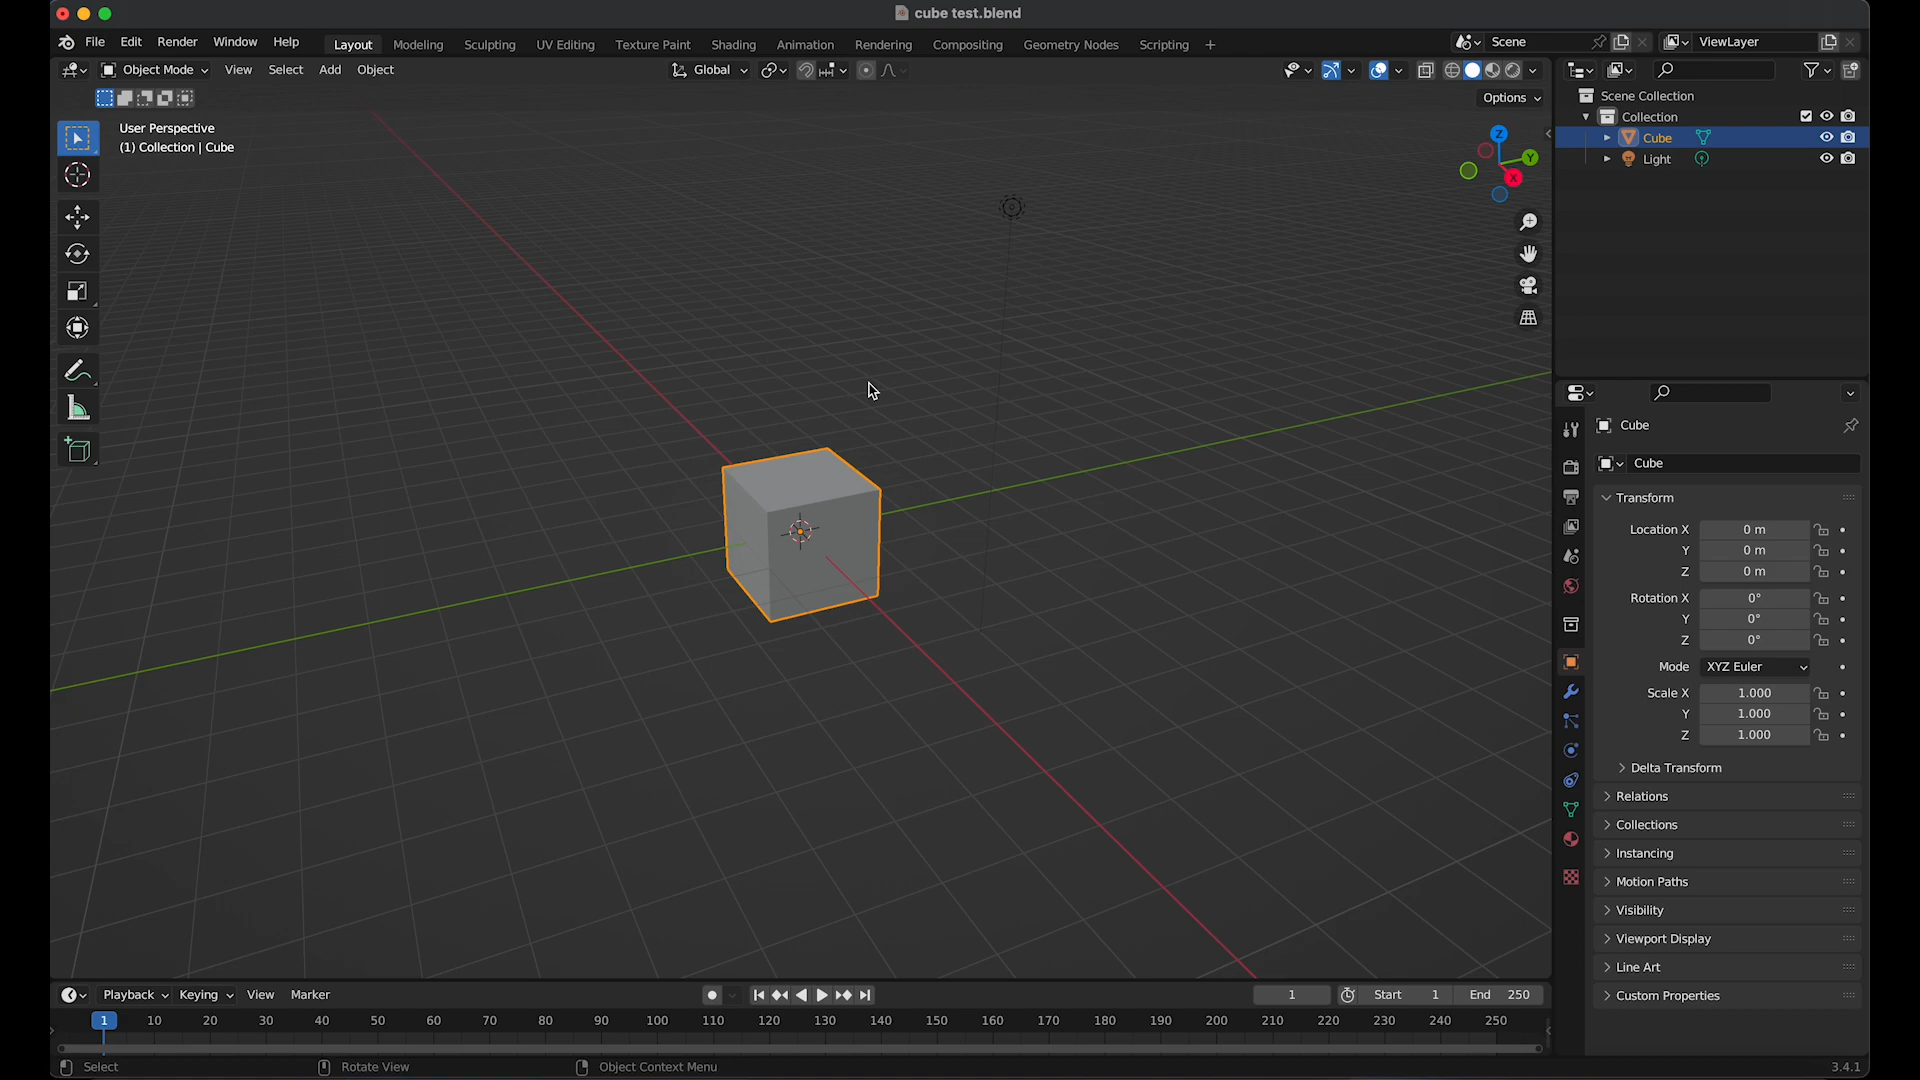 cube test.blend
File Edit Render Window Help Layout Modeling Sculpting UV Editing Texture Paint Shading Animation Rendering Compositing Geometry Nodes Scripting + Scene ViewLayer
Object Mode View Select Add Object Global
Options
User Perspective
(1) Collection | Cube
Z
Y
X
Scene Collection
Collection
Cube
Light
Cube
Cube
Transform
Location X 0 m
Y 0 m
Z 0 m
Rotation X 0°
Y 0°
Z 0°
Mode XYZ Euler
Scale X 1.000
Y 1.000
Z 1.000
Delta Transform
Relations
Collections
Instancing
Motion Paths
Visibility
Viewport Display
Line Art
Custom Properties
Playback Keying View Marker 1 Start 1 End 250
1 10 20 30 40 50 60 70 80 90 100 110 120 130 140 150 160 170 180 190 200 210 220 230 240 250
Select Rotate View Object Context Menu 3.4.1